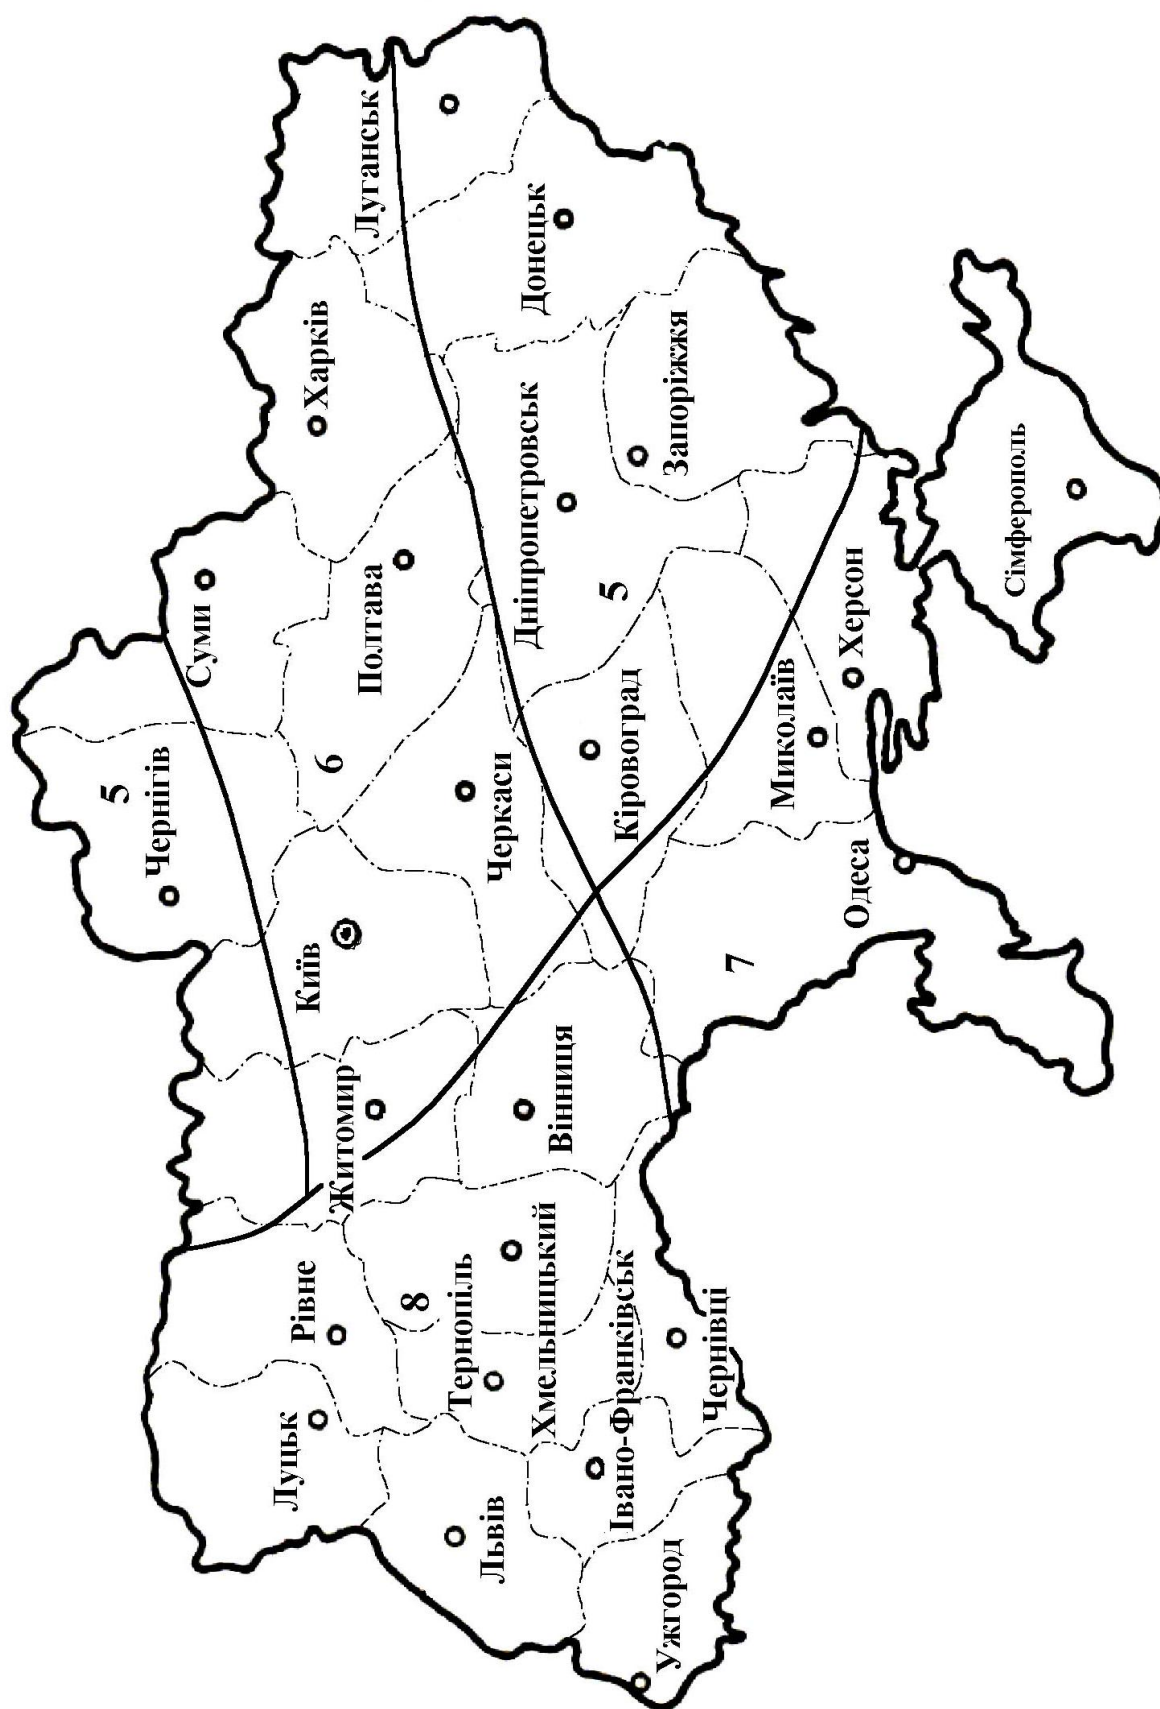 Луцьк
Рівне
Житомир
Київ
Чернігів
5
Суми
Харків
Луганськ
Львів
Тернопіль
8
Хмельницький
Вінниця
Черкаси
6
Полтава
Дніпропетровськ
Донецьк
Ужгород
Івано-Франківськ
Чернівці
Кіровоград
5
Запоріжжя
7
Одеса
Миколаїв
Херсон
Сімферополь